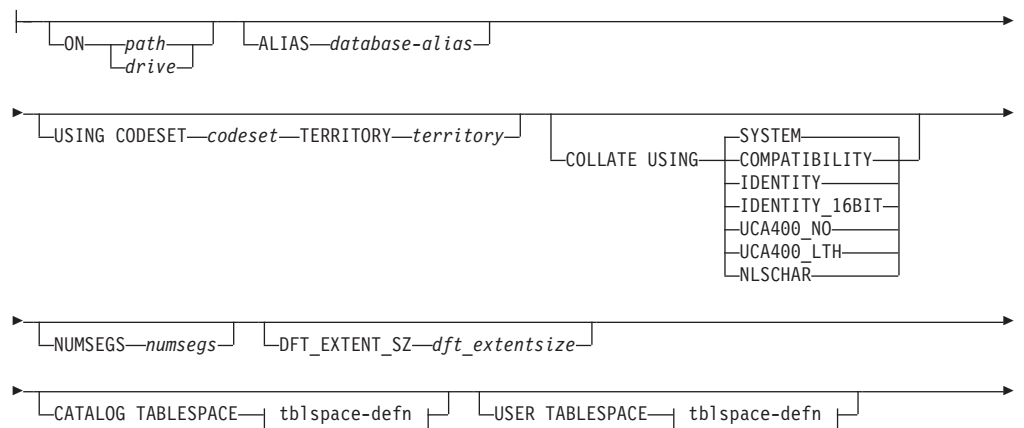 ON path ALIAS database-alias
drive
USING CODESET codeset TERRITORY territory SYSTEM
COLLATE USING COMPATIBILITY
IDENTITY
IDENTITY_16BIT
UCA400_NO
UCA400_LTH
NLSCHAR
NUMSEGS numsegs DFT_EXTENT_SZ dft_extentsize
CATALOG TABLESPACE tblspace-defn USER TABLESPACE tblspace-defn